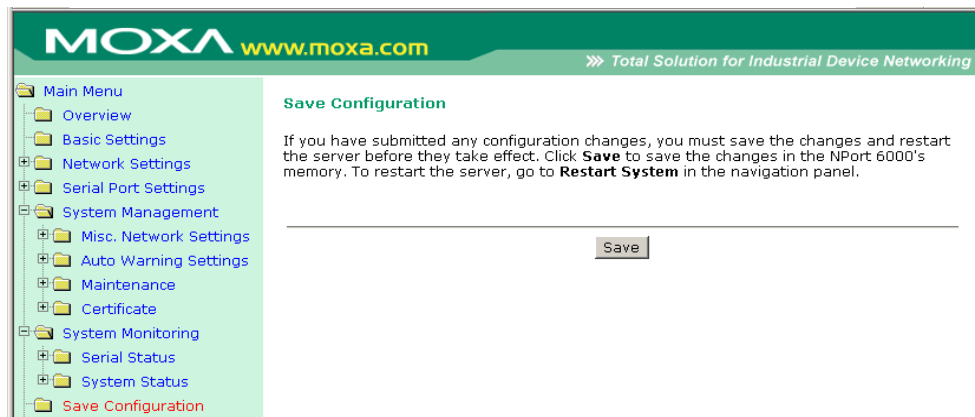 MOXA www.moxa.com
Total Solution for Industrial Device Networking
Main Menu
Overview
Basic Settings
Network Settings
Serial Port Settings
System Management
Misc. Network Settings
Auto Warning Settings
Maintenance
Certificate
System Monitoring
Serial Status
System Status
Save Configuration
Save Configuration
If you have submitted any configuration changes, you must save the changes and restart
the server before they take effect. Click Save to save the changes in the NPort 6000's
memory. To restart the server, go to Restart System in the navigation panel.
Save